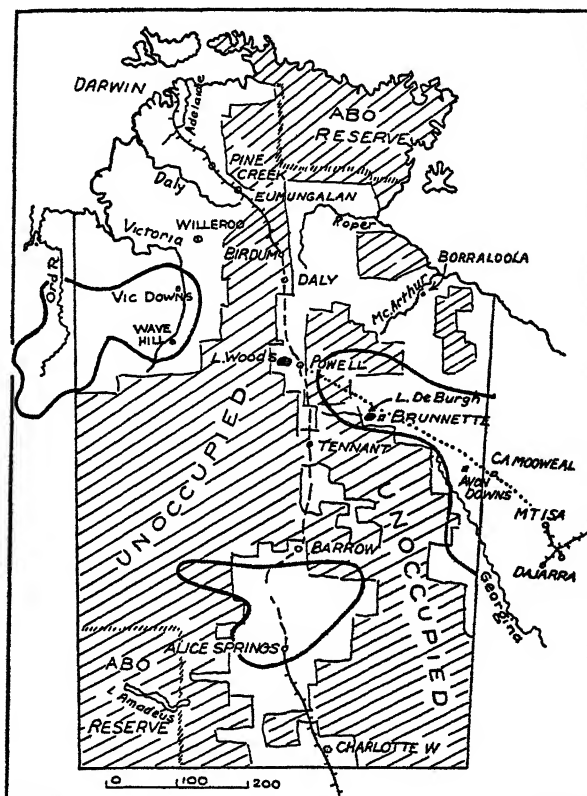 DARWIN
Adelaide
ABO
RESERVE
PINE
CREEK
EUMUNGALAN
Daly
Victoria
WILLEROO
Roper
BIRDUM
BORRALOOLA
Ord R.
VIC DOWNS
DALY
McArthur
WAVE
HILL
L. Woods
POWELL
L. De Burgh
BRUNNETTE
UNOCCUPIED
TENNANT
CAMOOWEAL
AVON
DOWNS
UNOCCUPIED
MT ISA
DAJARRA
BARROW
Georgina
ALICE SPRINGS
ABO
L. Amadeus
RESERVE
CHARLOTTE W
0 100 200